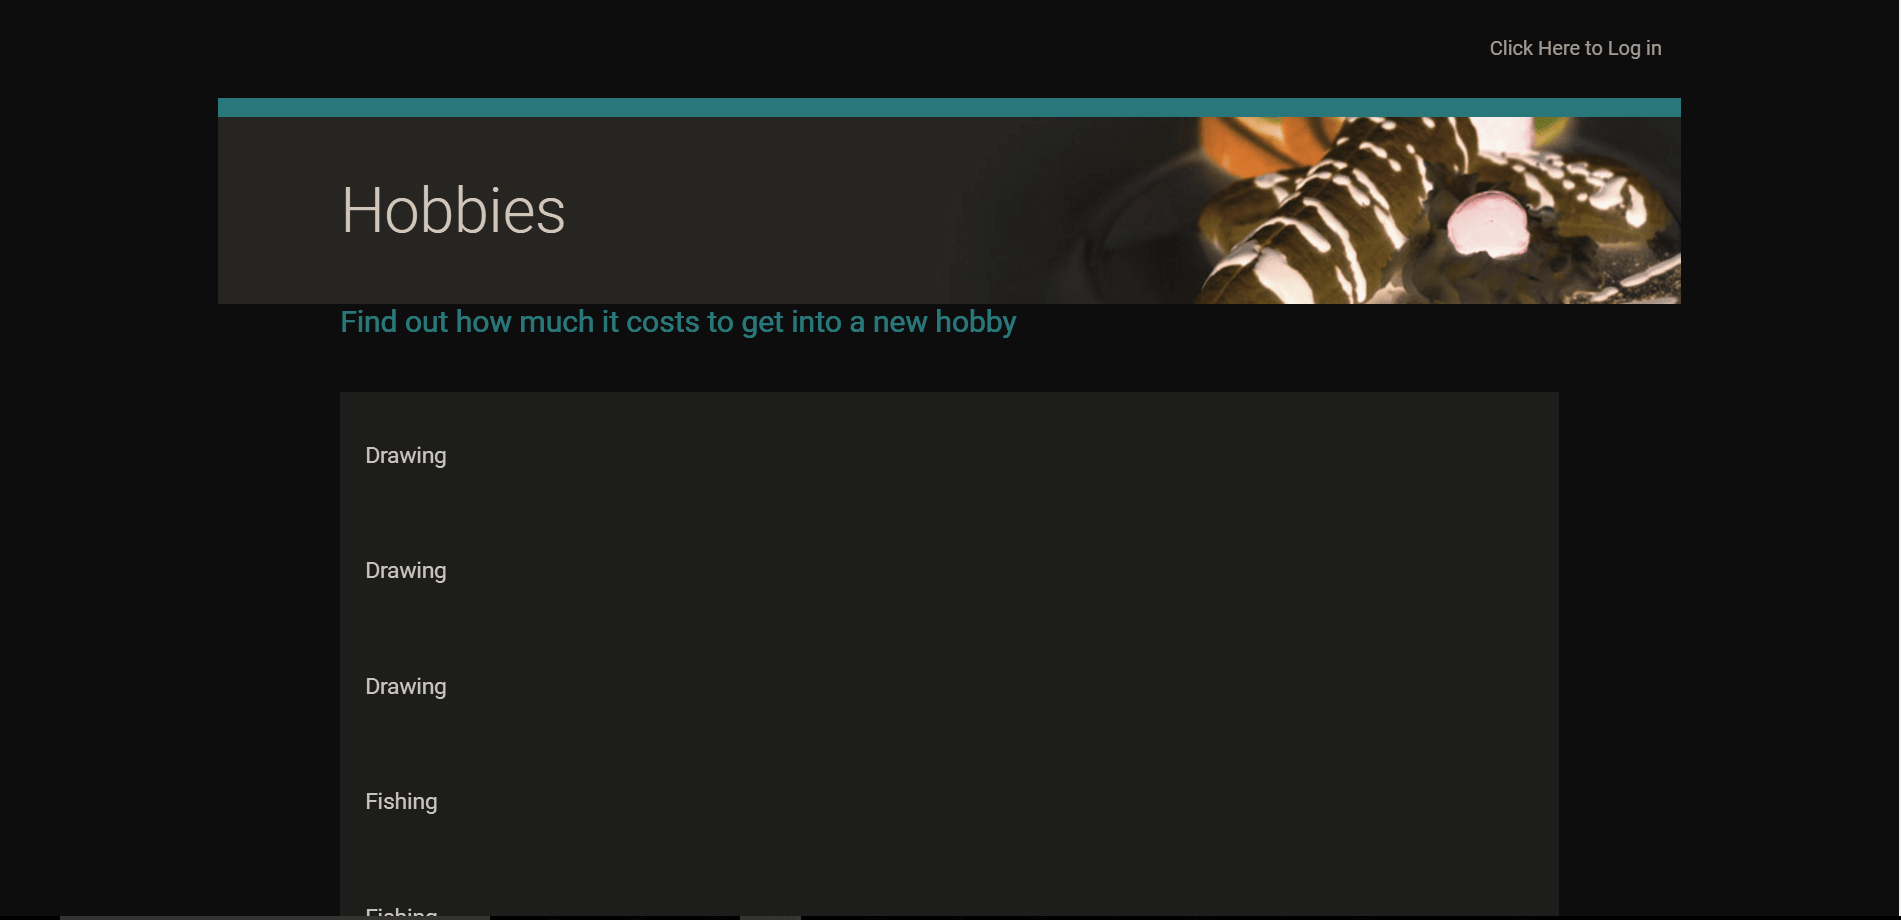 Click Here to Log in
Hobbies
Find out how much it costs to get into a new hobby
Drawing
Drawing
Drawing
Fishing
Fishing